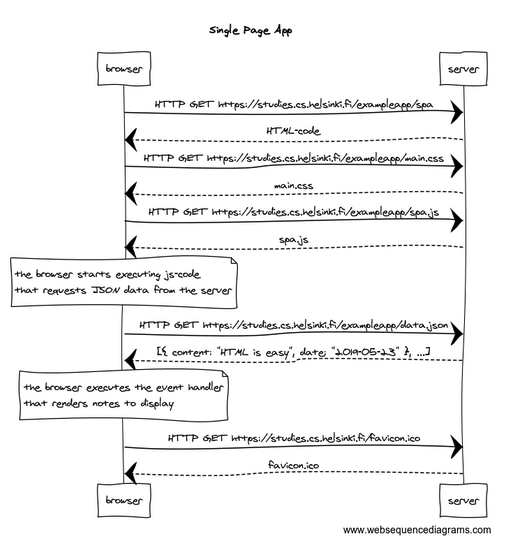 Single Page App
browser
server
HTTP GET https://studies.cs.helsinki.fi/exampleapp/spa
HTML-code
HTTP GET https://studies.cs.helsinki.fi/exampleapp/main.css
main.css
HTTP GET https://studies.cs.helsinki.fi/exampleapp/spa.js
spa.js
the browser starts executing js-code
that requests JSON data from the server
HTTP GET https://studies.cs.helsinki.fi/exampleapp/data.json
[{ content: "HTML is easy", date: "2019-05-23" }, ...]
the browser executes the event handler
that renders notes to display
HTTP GET https://studies.cs.helsinki.fi/favicon.ico
favicon.ico
browser
server
www.websequencediagrams.com